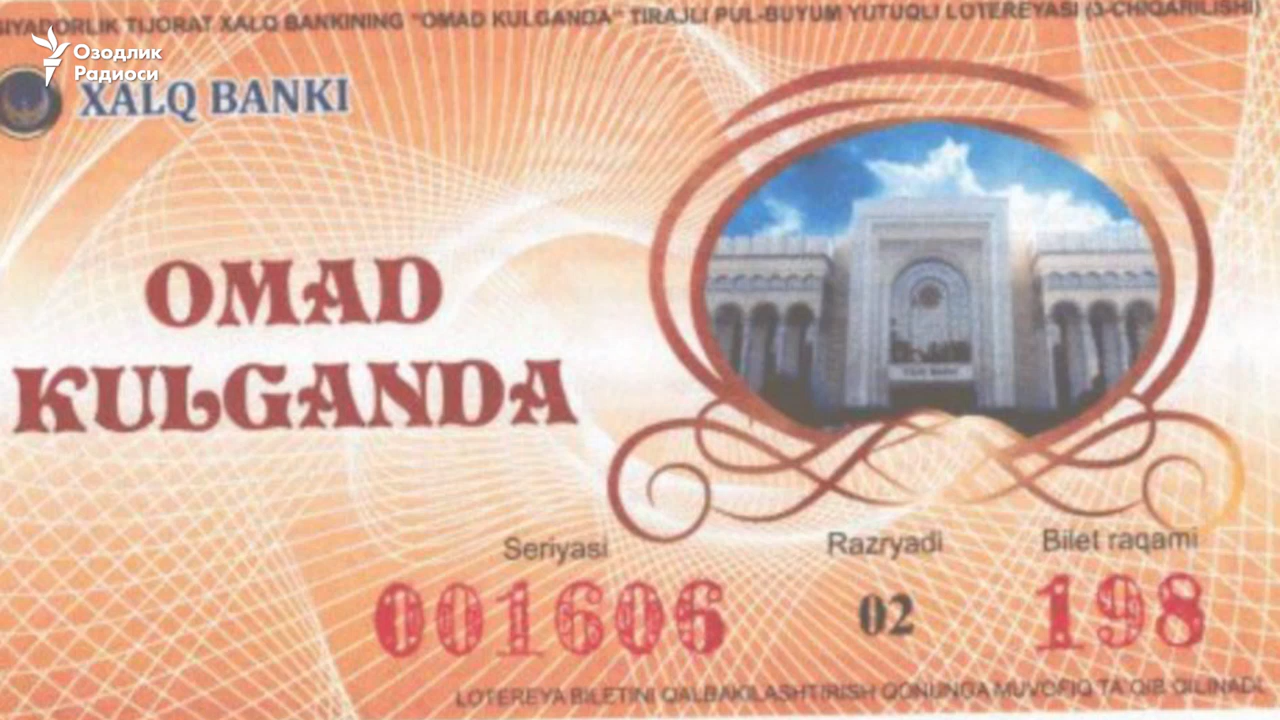 SIYADORLIK TIJORAT XALQ BANKINING "OMAD KULGANDA" TIRAJLI PUL-BUYUM YUTUQLI LOTEREYASI (3-CHIQARILISHI)
Озодлик
Радиоси
XALQ BANKI
OMAD
KULGANDA
Seriyasi Razryadi Bilet raqami
001606 02 198
LOTEREYA BILETINI QALBAKILASHTIRISH QONUNGA MUVOFIQ TA'QIB QILINADI.